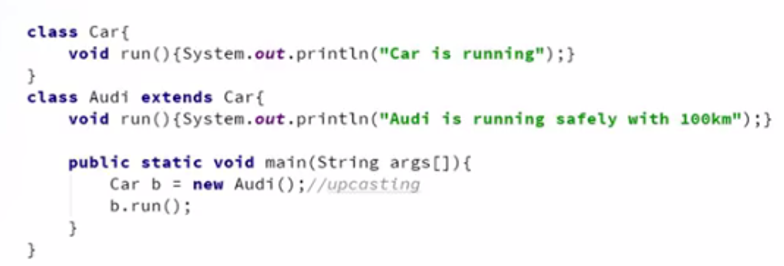 class Car{
    void run(){System.out.println("Car is running");}
}
class Audi extends Car{
    void run(){System.out.println("Audi is running safely with 100km");}
    public static void main(String args[]){
        Car b = new Audi();//upcasting
        b.run();
    }
}